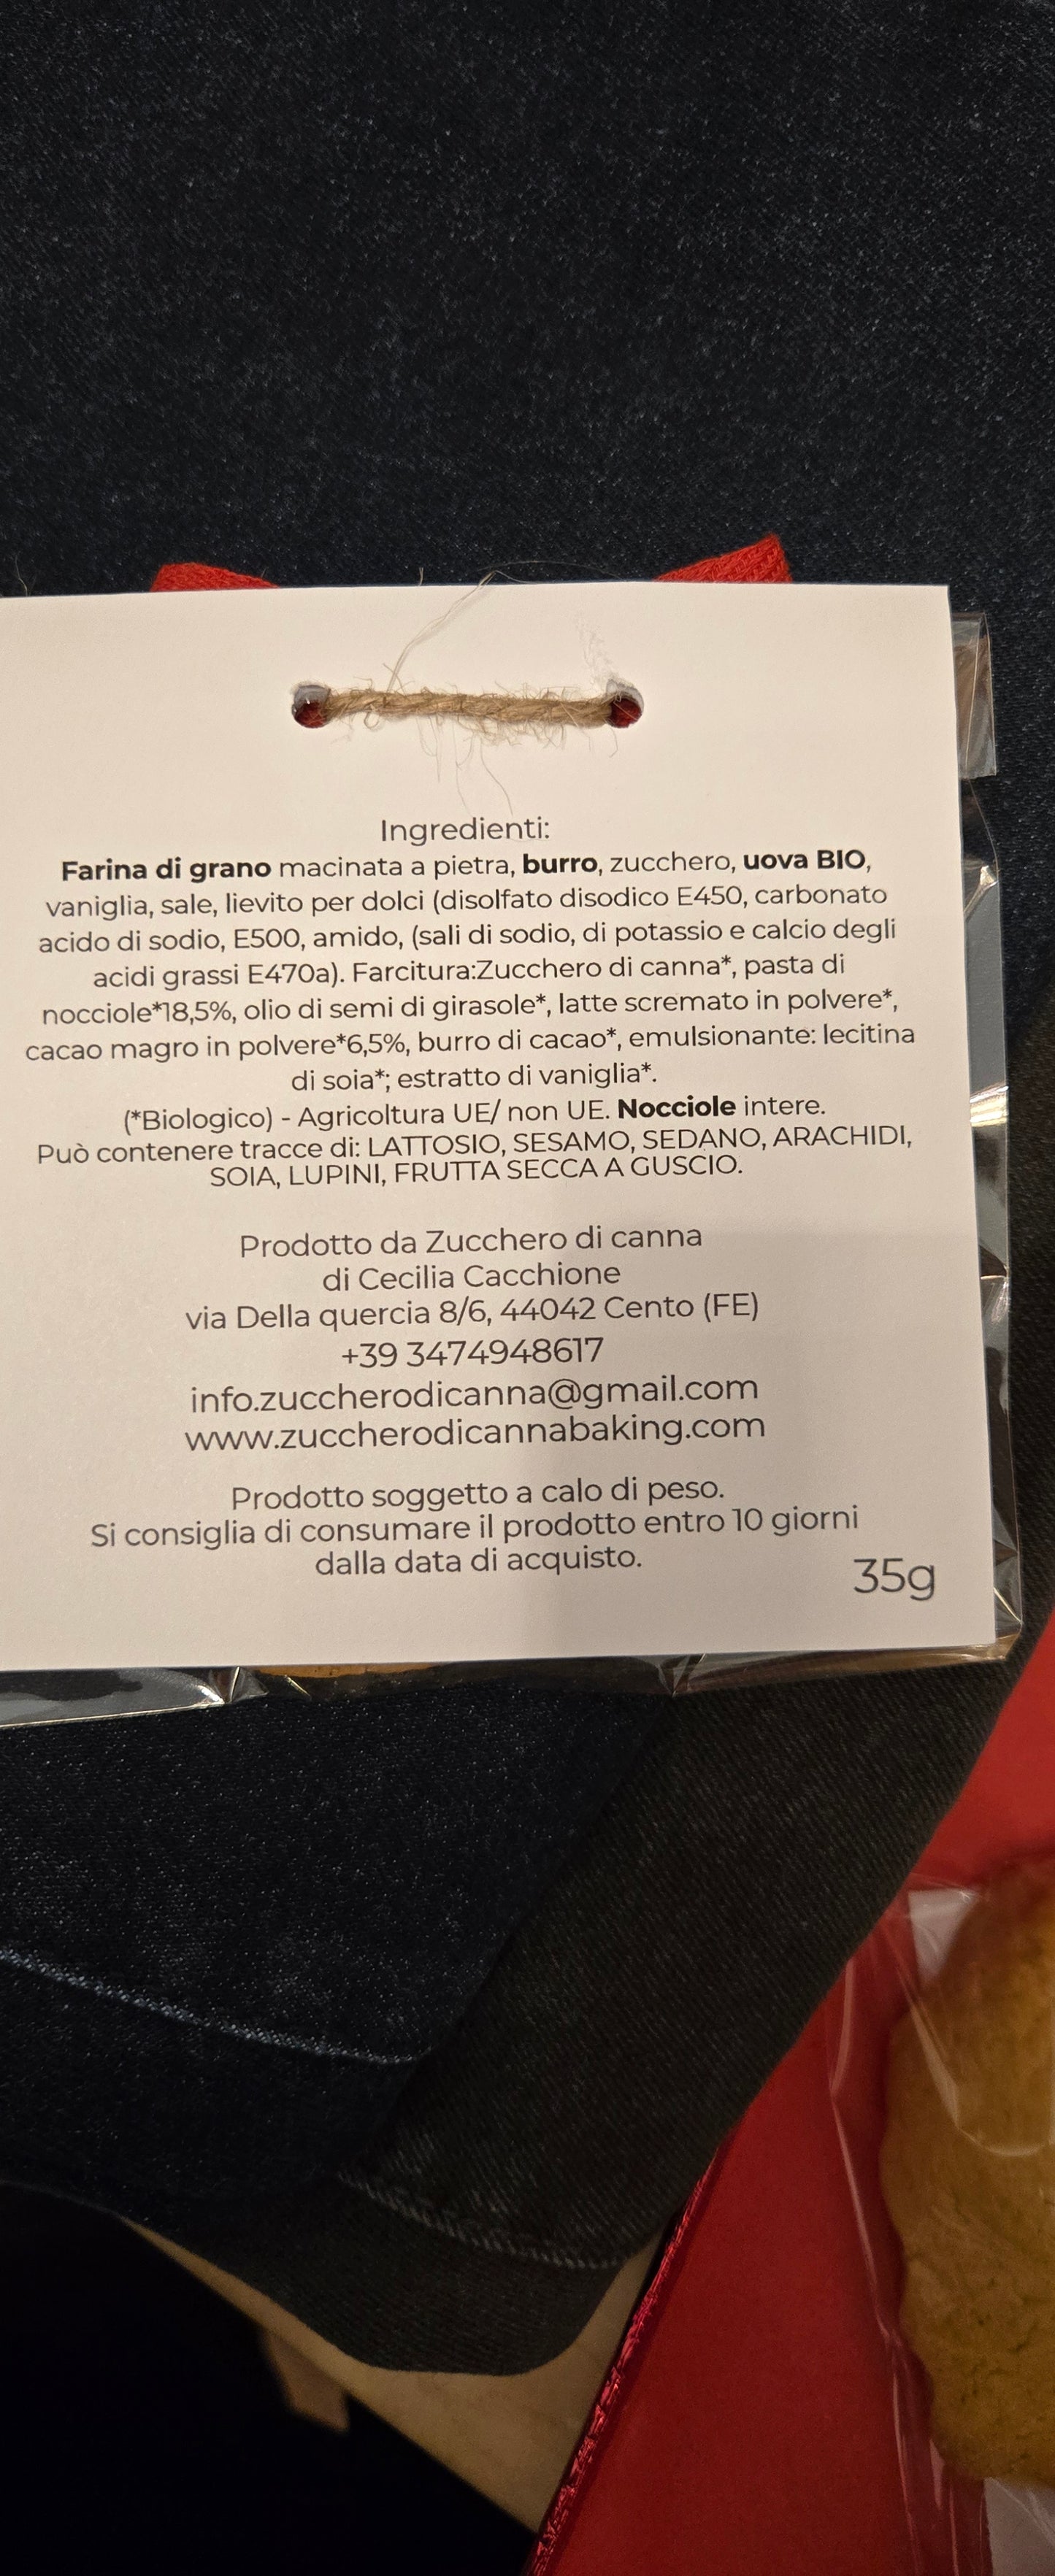 Ingredienti:
Farina di grano macinata a pietra, burro, zucchero, uova BIO,
vaniglia, sale, lievito per dolci (disolfato disodico E450, carbonato
acido di sodio, E500, amido, (sali di sodio, di potassio e calcio degli
acidi grassi E470a). Farcitura:Zucchero di canna*, pasta di
nocciole*18,5%, olio di semi di girasole*, latte scremato in polvere*,
cacao magro in polvere*6,5%, burro di cacao*, emulsionante: lecitina
di soia*; estratto di vaniglia*.
(*Biologico) - Agricoltura UE/ non UE. Nocciole intere.
Può contenere tracce di: LATTOSIO, SESAMO, SEDANO, ARACHIDI,
SOIA, LUPINI, FRUTTA SECCA A GUSCIO.
Prodotto da Zucchero di canna
di Cecilia Cacchione
via Della quercia 8/6, 44042 Cento (FE)
+39 3474948617
info.zuccherodicanna@gmail.com
www.zuccherodicannabaking.com
Prodotto soggetto a calo di peso.
Si consiglia di consumare il prodotto entro 10 giorni
dalla data di acquisto.
35g